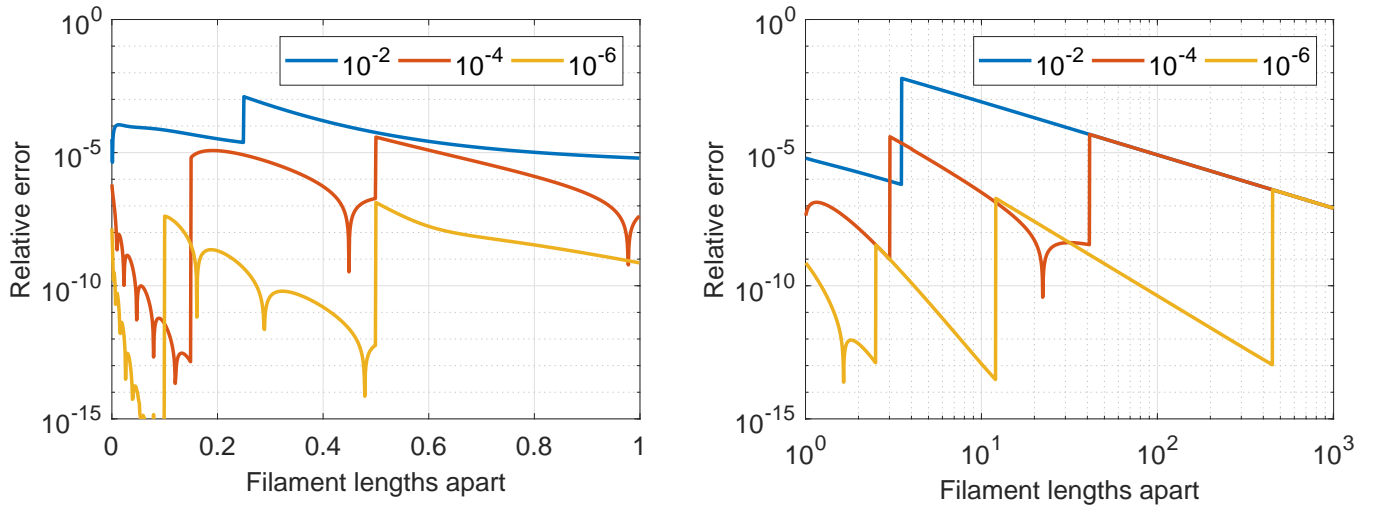 10^0
10^-5
10^-10
10^-15
Relative error
10^-2 10^-4 10^-6
0 0.2 0.4 0.6 0.8 1
Filament lengths apart
10^0
10^-5
10^-10
10^-15
Relative error
10^-2 10^-4 10^-6
10^0 10^1 10^2 10^3
Filament lengths apart